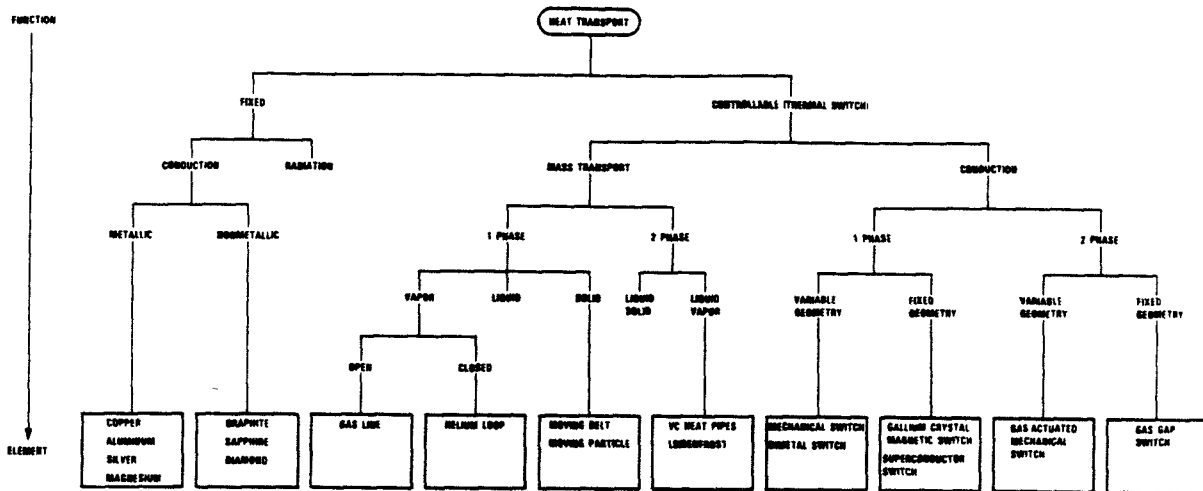 FUNCTION
HEAT TRANSPORT
FIXED
CONTROLLABLE (THERMAL SWITCH)
CONDUCTION
RADIATION
MASS TRANSPORT
CONDUCTION
METALLIC
NONMETALLIC
1 PHASE
2 PHASE
1 PHASE
2 PHASE
VAPOR
LIQUID
SOLID
LIQUID
SOLID
LIQUID
VAPOR
VARIABLE
GEOMETRY
FIXED
GEOMETRY
VARIABLE
GEOMETRY
FIXED
GEOMETRY
OPEN
CLOSED
ELEMENT
COPPER
ALUMINUM
SILVER
MAGNESIUM
GRAPHITE
SAPPHIRE
DIAMOND
GAS LINE
HELIUM LOOP
MOVING BELT
MOVING PARTICLE
VC HEAT PIPES
MECHANICAL SWITCH
BIMETAL SWITCH
GALLIUM CRYSTAL
MAGNETIC SWITCH
SUPERCONDUCTOR
SWITCH
GAS ACTUATED
MECHANICAL
SWITCH
GAS GAP
SWITCH